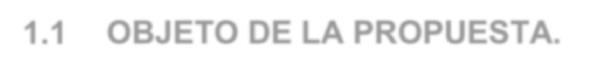 1.1 OBJETO DE LA PROPUESTA.